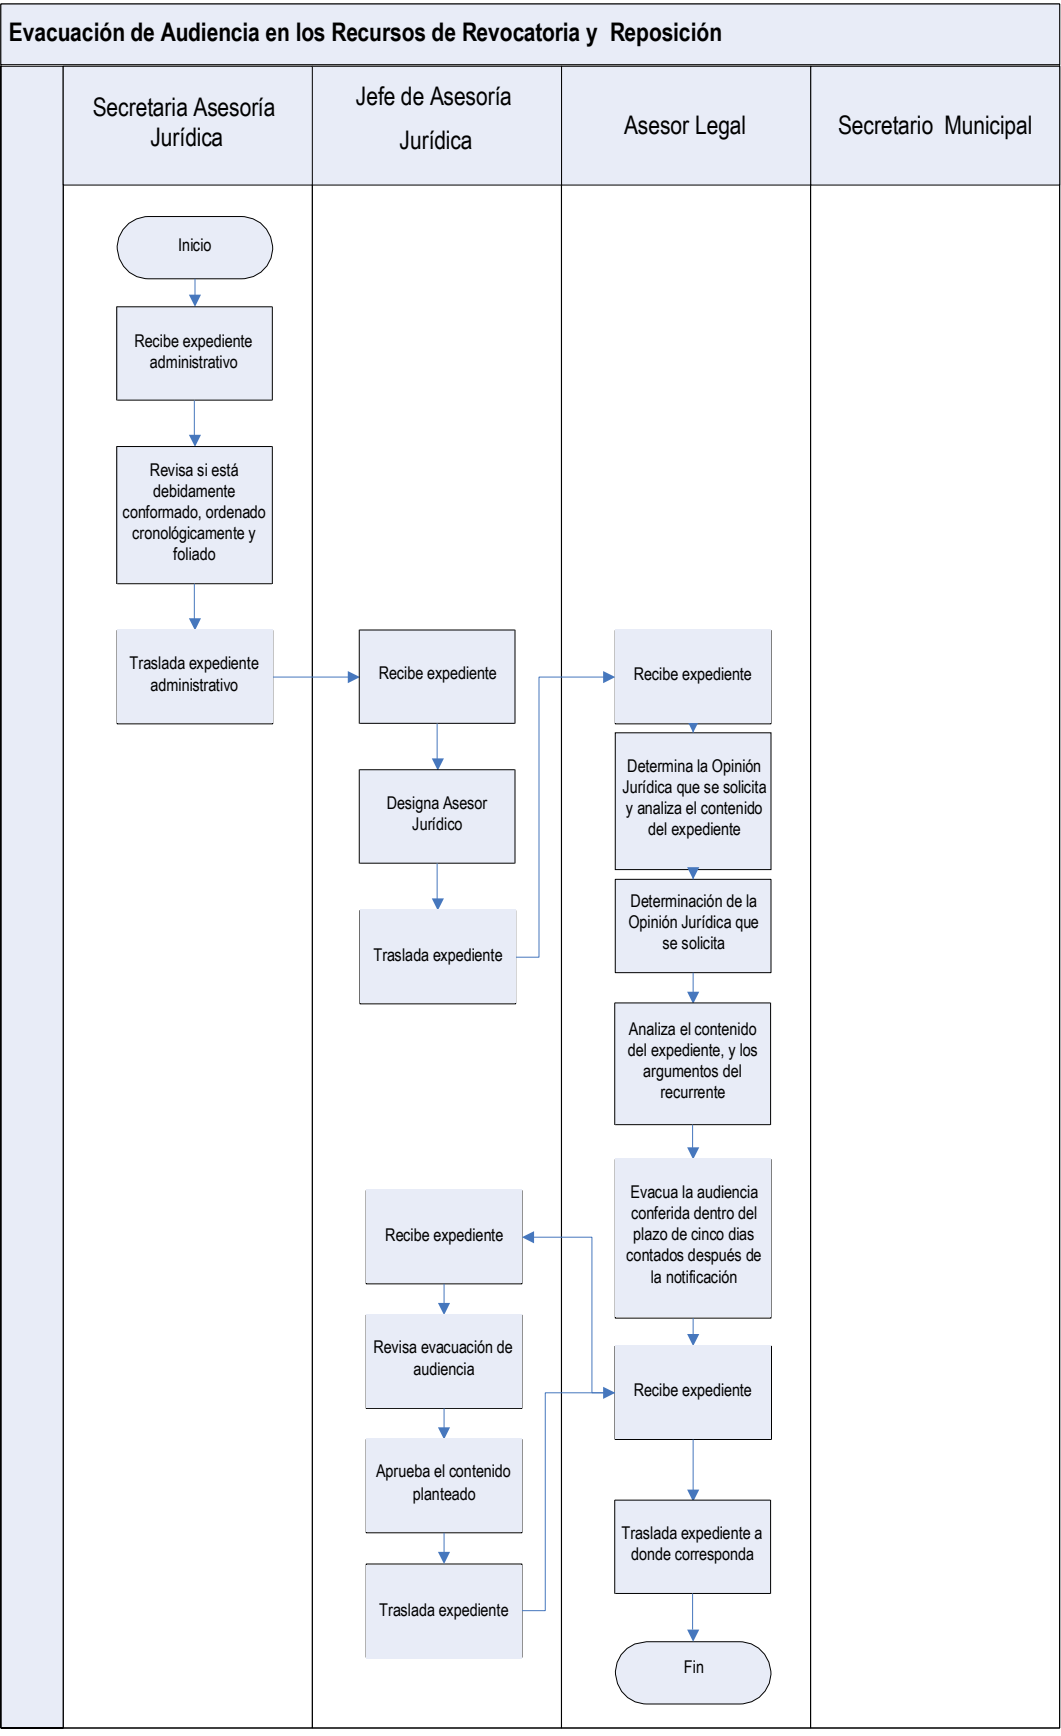 Evacuación de Audiencia en los Recursos de Revocatoria y  Reposición
Secretaria Asesoría
Jurídica
Jefe de Asesoría
Jurídica
Asesor Legal
Secretario  Municipal
Inicio
Recibe expediente
administrativo
Revisa si está
debidamente
conformado, ordenado
cronológicamente y
foliado
Traslada expediente
administrativo
Recibe expediente
Designa Asesor
Jurídico
Traslada expediente
Recibe expediente
Determina la Opinión
Jurídica que se solicita
y analiza el contenido
del expediente
Determinación de la
Opinión Jurídica que
se solicita
Analiza el contenido
del expediente, y los
argumentos del
recurrente
Evacua la audiencia
conferida dentro del
plazo de cinco dias
contados después de
la notificación
Recibe expediente
Revisa evacuación de
audiencia
Aprueba el contenido
planteado
Traslada expediente
Recibe expediente
Traslada expediente a
donde corresponda
Fin